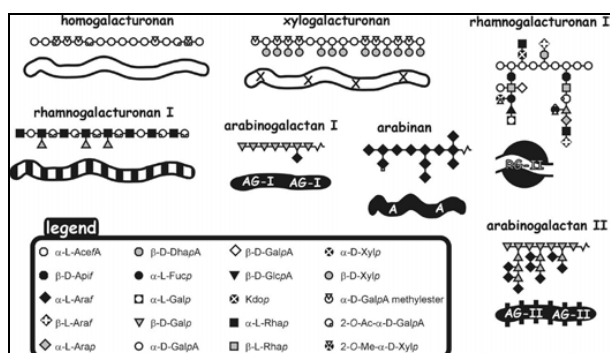 homogalacturonan
xylogalacturonan
rhamnogalacturonan I
rhamnogalacturonan I
arabinogalactan I
arabinan
RG-II
AG-I AG-I
A A
arabinogalactan II
AG-II AG-II
legend
α-L-AcefA
β-D-DhapA
β-D-GalpA
α-D-Xylp
β-D-Apif
α-L-Fucp
β-D-GlcpA
β-D-Xylp
α-L-Araf
α-L-Galp
Kdop
α-D-GalpA methylester
β-L-Araf
β-D-Galp
α-L-Rhap
2-O-Ac-α-D-GalpA
α-L-Arap
α-D-GalpA
β-L-Rhap
2-O-Me-α-D-Xylp